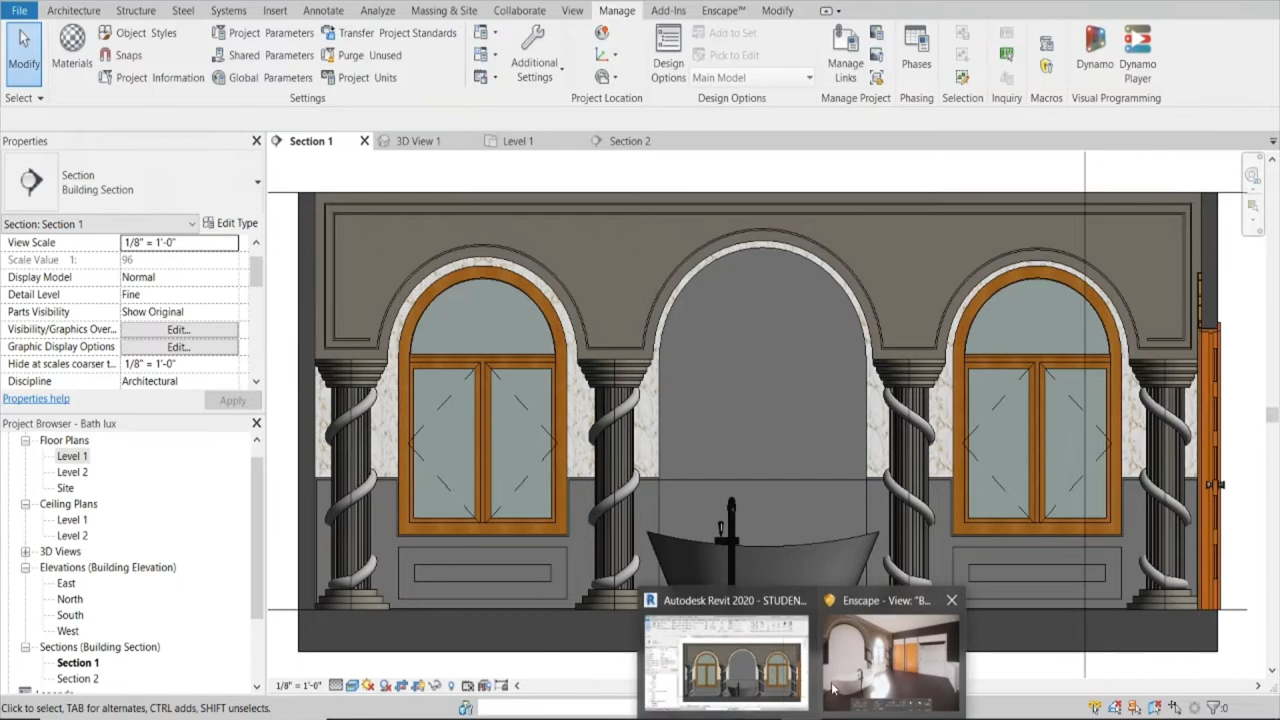 File Architecture Structure Steel Systems Insert Annotate Analyze Massing & Site Collaborate View Manage Add-Ins Enscape™ Modify
Modify
Select
Materials
Object Styles
Snaps
Project Information
Project Parameters
Shared Parameters
Global Parameters
Transfer Project Standards
Purge Unused
Project Units
Settings
Additional
Settings
Project Location
Design
Options
Add to Set
Pick to Edit
Main Model
Design Options
Manage
Links
Manage Project
Phases
Phasing
Selection
Inquiry
Macros
Dynamo
Dynamo
Player
Visual Programming
Properties
Section 1 3D View 1 Level 1 Section 2
Section
Building Section
Section: Section 1 Edit Type
View Scale 1/8" = 1'-0"
Scale Value 1: 96
Display Model Normal
Detail Level Fine
Parts Visibility Show Original
Visibility/Graphics Over... Edit...
Graphic Display Options Edit...
Hide at scales coarser t... 1/8" = 1'-0"
Discipline Architectural
Properties help Apply
Project Browser - Bath lux
Floor Plans
Level 1
Level 2
Site
Ceiling Plans
Level 1
Level 2
3D Views
Elevations (Building Elevation)
East
North
South
West
Sections (Building Section)
Section 1
Section 2
Autodesk Revit 2020 - STUDEN...
Enscape - View: "B...
1/8" = 1'-0"
Click to select, TAB for alternates, CTRL adds, SHIFT unselects.
:0